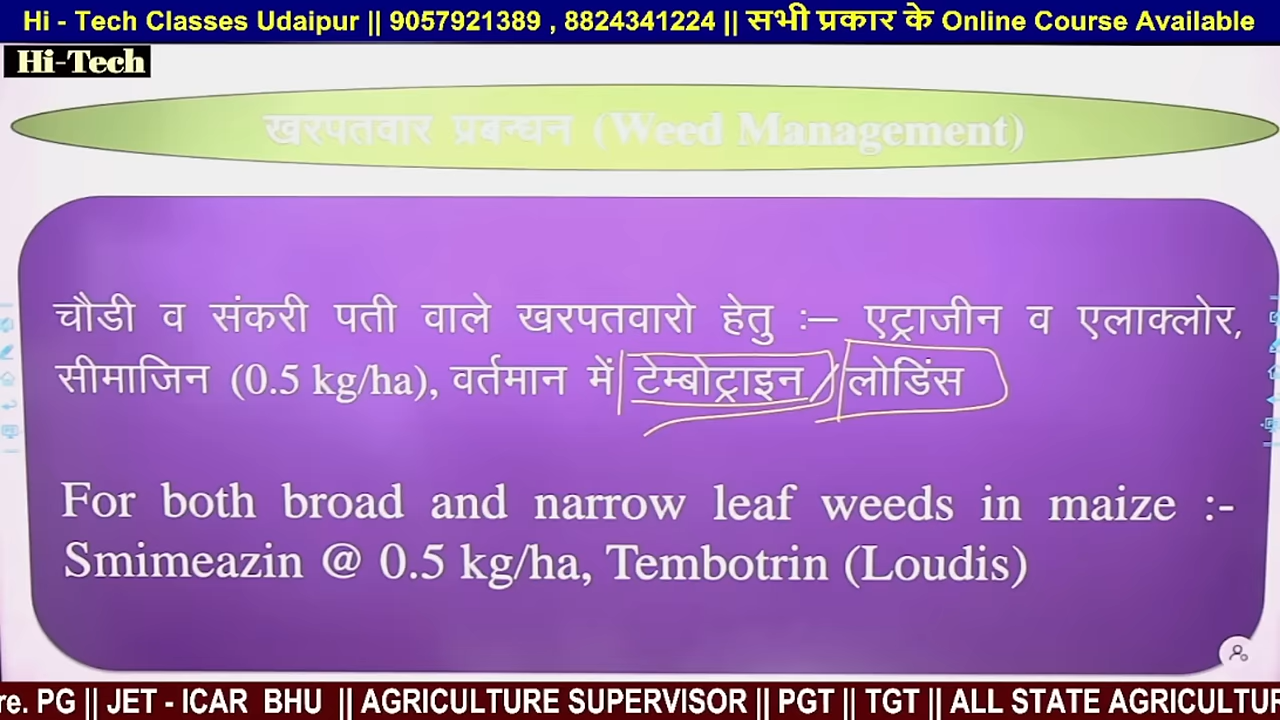 Hi - Tech Classes Udaipur || 9057921389 , 8824341224 || सभी प्रकार के Online Course Available
Hi-Tech
खरपतवार प्रबन्धन (Weed Management)
चौडी व संकरी पती वाले खरपतवारो हेतु :– एट्राजीन व एलाक्लोर,
सीमाजिन (0.5 kg/ha), वर्तमान में टेम्बोट्राइन / लोडिंस
For both broad and narrow leaf weeds in maize :-
Smimeazin @ 0.5 kg/ha, Tembotrin (Loudis)
re. PG || JET - ICAR BHU || AGRICULTURE SUPERVISOR || PGT || TGT || ALL STATE AGRICULTUR